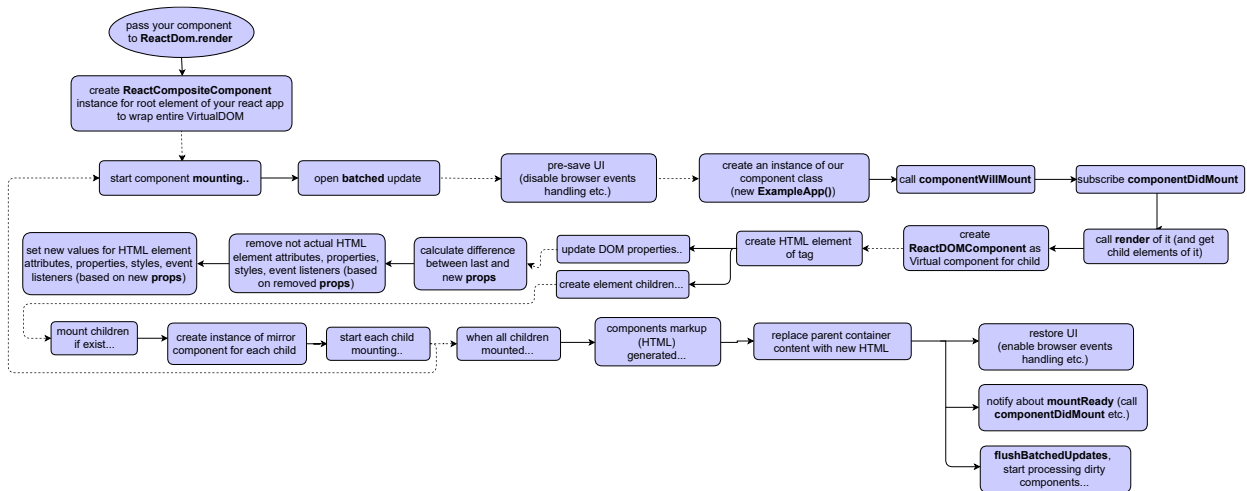 pass your component
to ReactDom.render
create ReactCompositeComponent
instance for root element of your react app
to wrap entire VirtualDOM
start component mounting..
open batched update
pre-save UI
(disable browser events
handling etc.)
create an instance of our
component class
(new ExampleApp())
call componentWillMount
subscribe componentDidMount
call render of it (and get
child elements of it)
create
ReactDOMComponent as
Virtual component for child
create HTML element
of tag
update DOM properties..
create element children...
calculate difference
between last and
new props
remove not actual HTML
element attributes, properties,
styles, event listeners (based
on removed props)
set new values for HTML element
attributes, properties, styles, event
listeners (based on new props)
mount children
if exist...
create instance of mirror
component for each child
start each child
mounting..
when all children
mounted...
components markup
(HTML)
generated...
replace parent container
content with new HTML
restore UI
(enable browser events
handling etc.)
notify about mountReady (call
componentDidMount etc.)
flushBatchedUpdates,
start processing dirty
components...